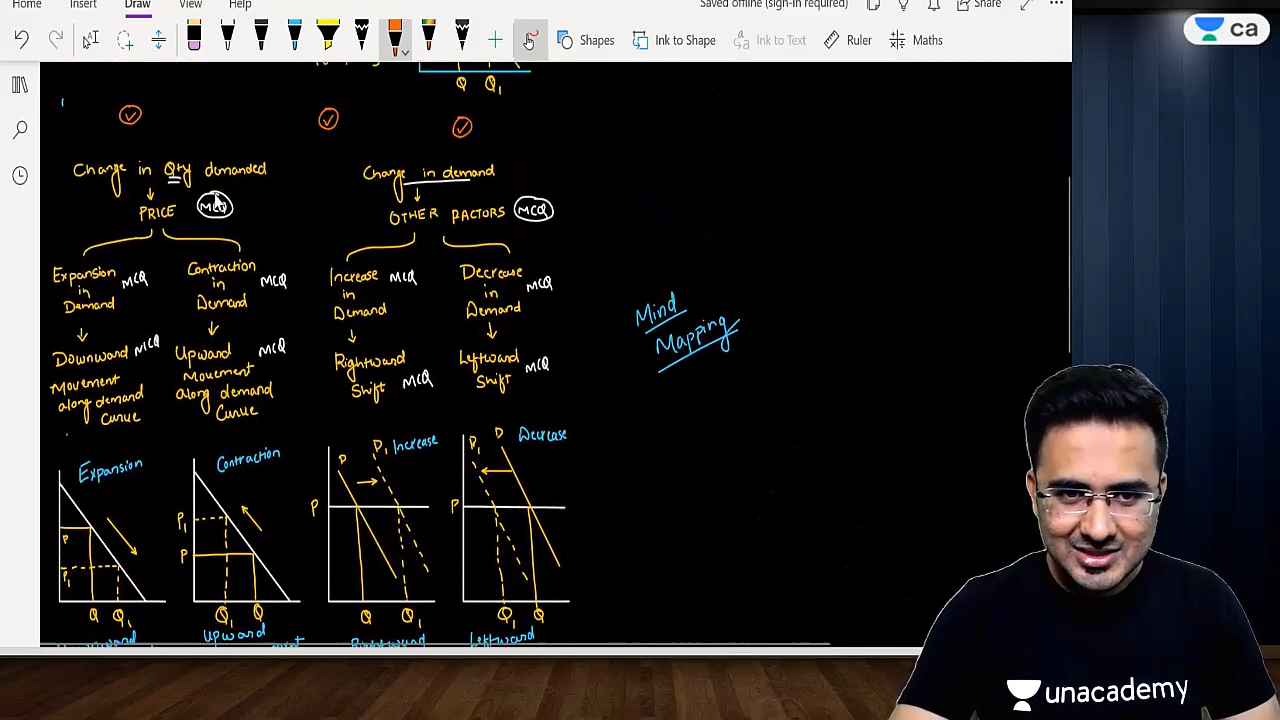 Home Insert Draw View Help
Saved offline (sign-in required)
Share
Shapes Ink to Shape Ink to Text Ruler Maths
ca
Q Q1
Change in Qty demanded
PRICE MCQ
Expansion in Demand MCQ
Downward MCQ
Movement
along demand
Curve
Contraction in Demand MCQ
Upward MCQ
Movement
along demand
Curve
Change in demand
OTHER FACTORS MCQ
Increase MCQ
in
Demand
Rightward
Shift MCQ
Decrease
in MCQ
Demand
Leftward
Shift MCQ
Mind
Mapping
Expansion
P
P1
Q Q1
Contraction
P1
P
Q1 Q
Upward
D D1 Increase
P
Q Q1
Rightward
D1 D Decrease
P
Q1 Q
Leftward
unacademy